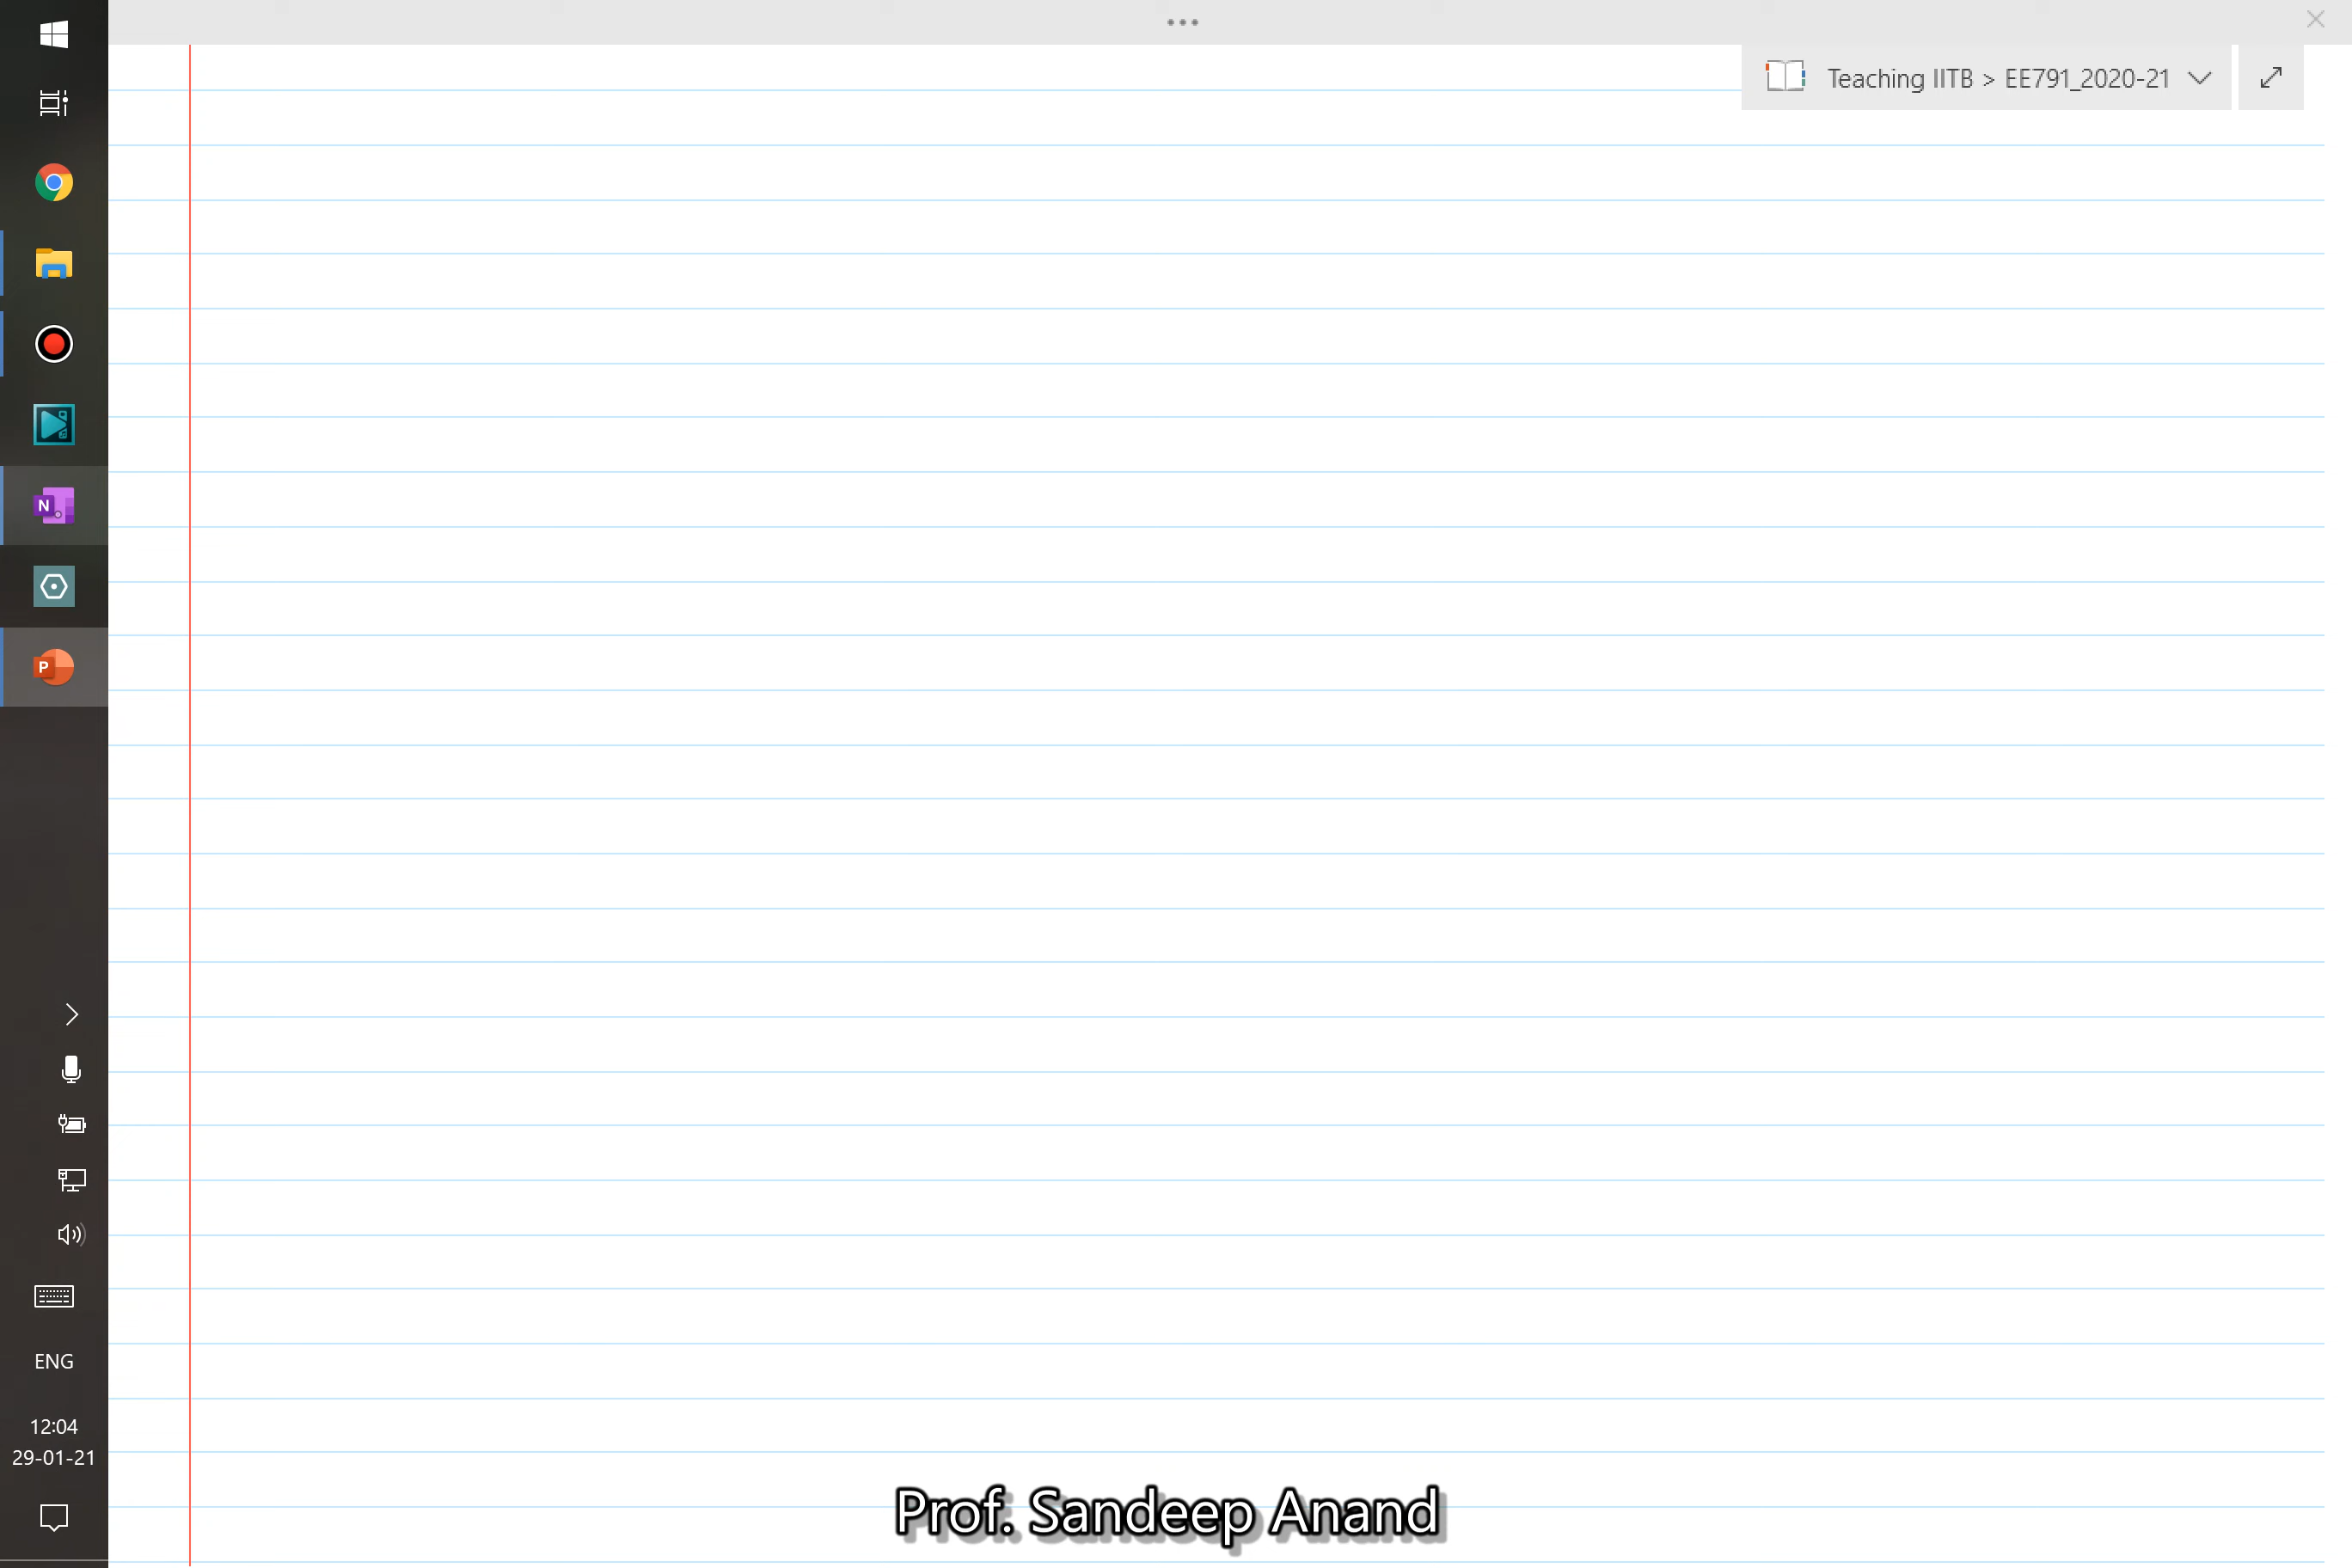 Teaching IITB > EE791_2020-21
N
P
ENG
12:04
29-01-21
Prof. Sandeep Anand